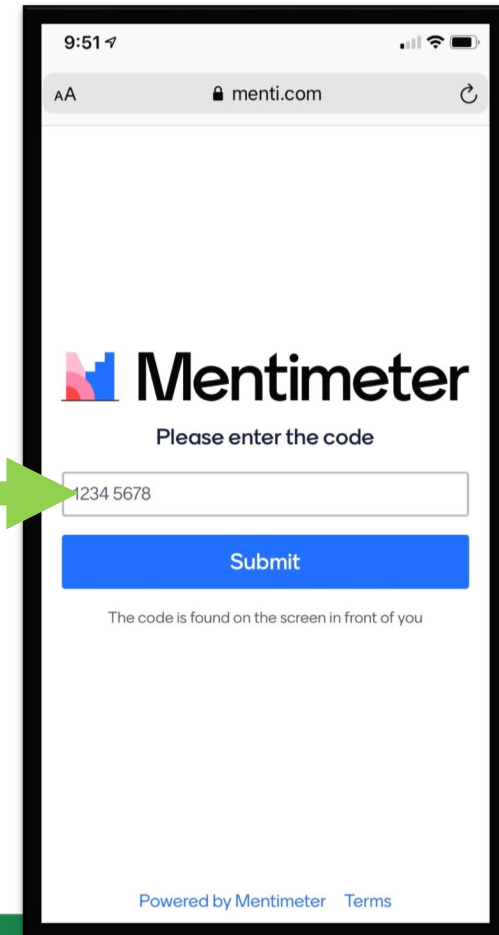 9:51
AA menti.com
Mentimeter
Please enter the code
1234 5678
Submit
The code is found on the screen in front of you
Powered by Mentimeter Terms